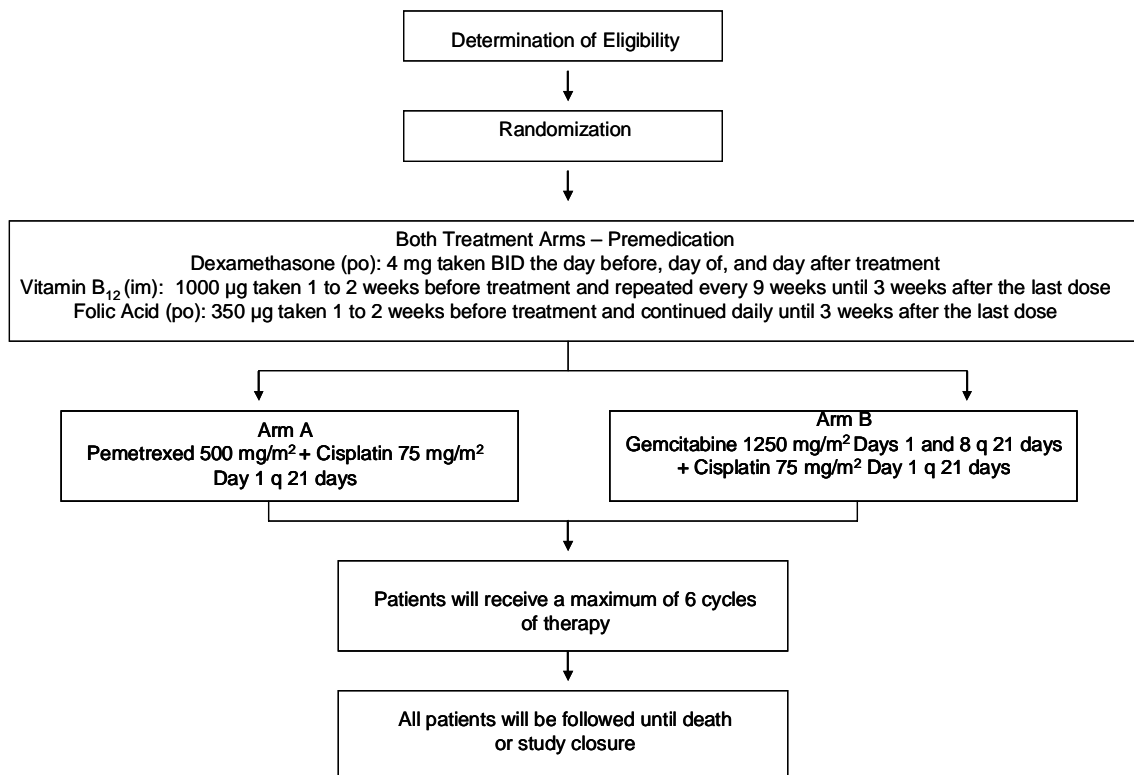 Determination of Eligibility
Randomization
Both Treatment Arms – Premedication
Dexamethasone (po): 4 mg taken BID the day before, day of, and day after treatment
Vitamin B12 (im): 1000 µg taken 1 to 2 weeks before treatment and repeated every 9 weeks until 3 weeks after the last dose
Folic Acid (po): 350 µg taken 1 to 2 weeks before treatment and continued daily until 3 weeks after the last dose
Arm A
Pemetrexed 500 mg/m² + Cisplatin 75 mg/m²
Day 1 q 21 days
Arm B
Gemcitabine 1250 mg/m² Days 1 and 8 q 21 days
+ Cisplatin 75 mg/m² Day 1 q 21 days
Patients will receive a maximum of 6 cycles
of therapy
All patients will be followed until death
or study closure